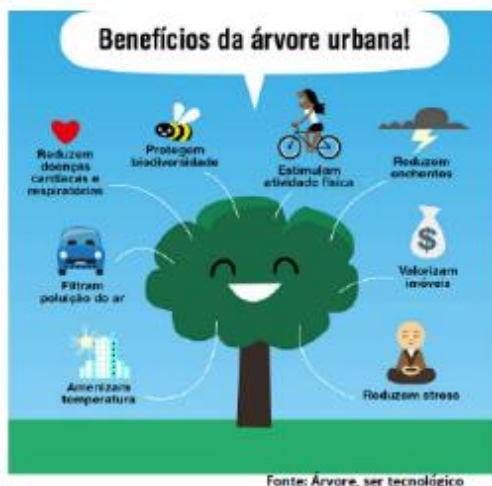 Benefícios da árvore urbana!
Reduzem
doenças
cardíacas e
respiratórias
Protegem
biodiversidade
Estimulam
atividade física
Reduzem
enchentes
Filtram
poluição do ar
$
Valorizam
imóveis
Amenizam
temperatura
Reduzem stress
Fonte: Árvore, ser tecnológico